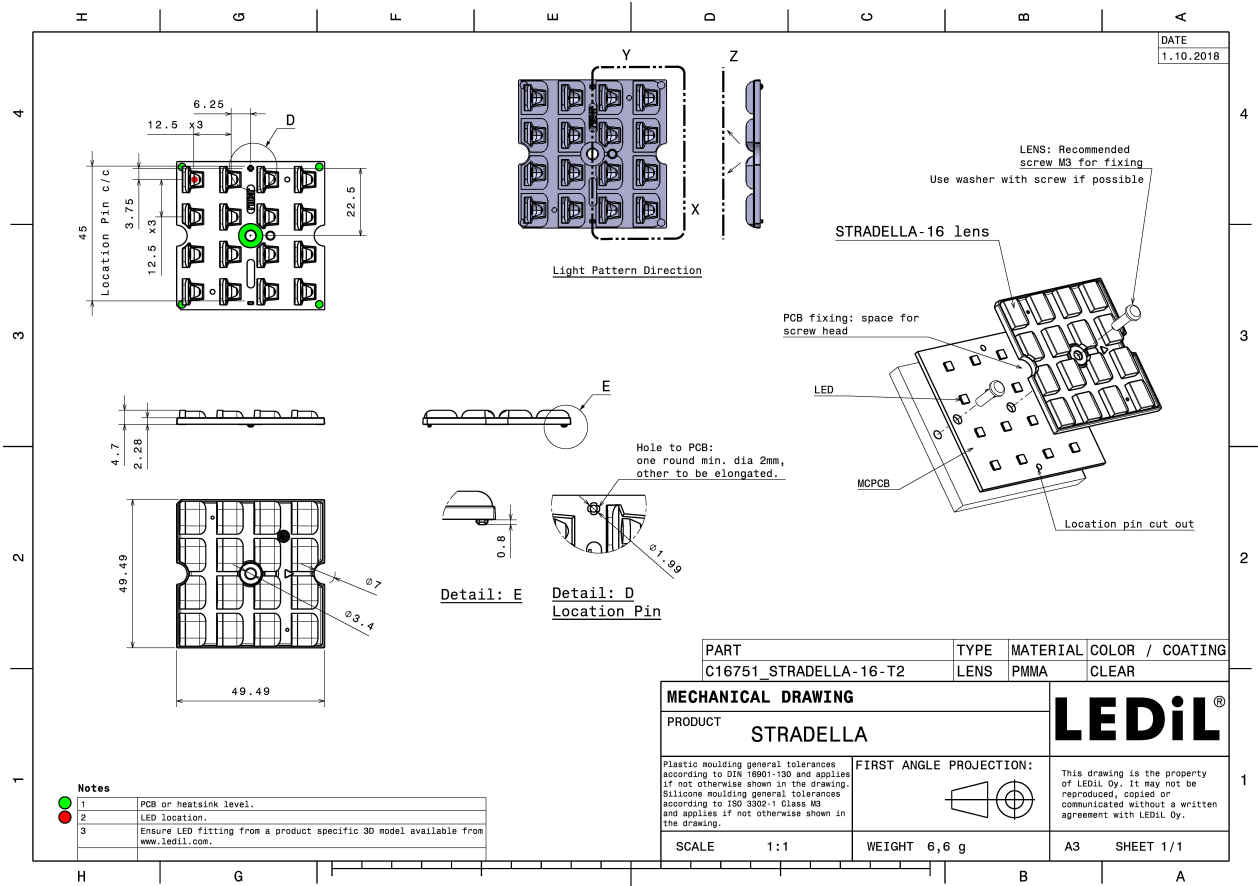 H G F E D C B A
DATE
1.10.2018
4
4
3
3
2
2
1
1
6.25
12.5 x3
D
45
Location Pin c/c
3.75
12.5 x3
22.5
Y
Z
X
Light Pattern Direction
LENS: Recommended
screw M3 for fixing
Use washer with screw if possible
STRADELLA-16 lens
PCB fixing: space for
screw head
LED
MCPCB
Location pin cut out
4.7
2.28
E
Hole to PCB:
one round min. dia 2mm,
other to be elongated.
0.8
⌀1.99
Detail: E
Detail: D
Location Pin
49.49
⌀7
⌀3.4
49.49
PART TYPE MATERIAL COLOR / COATING
C16751_STRADELLA-16-T2 LENS PMMA CLEAR
MECHANICAL DRAWING
PRODUCT
STRADELLA
LEDiL®
Plastic moulding general tolerances
according to DIN 16901-130 and applies
if not otherwise shown in the drawing.
Silicone moulding general tolerances
according to ISO 3302-1 Class M3
and applies if not otherwise shown in
the drawing.
FIRST ANGLE PROJECTION:
This drawing is the property
of LEDiL Oy. It may not be
reproduced, copied or
communicated without a written
agreement with LEDiL Oy.
SCALE 1:1
WEIGHT 6,6 g
A3 SHEET 1/1
Notes
1 PCB or heatsink level.
2 LED location.
3 Ensure LED fitting from a product specific 3D model available from
www.ledil.com.
H G B A